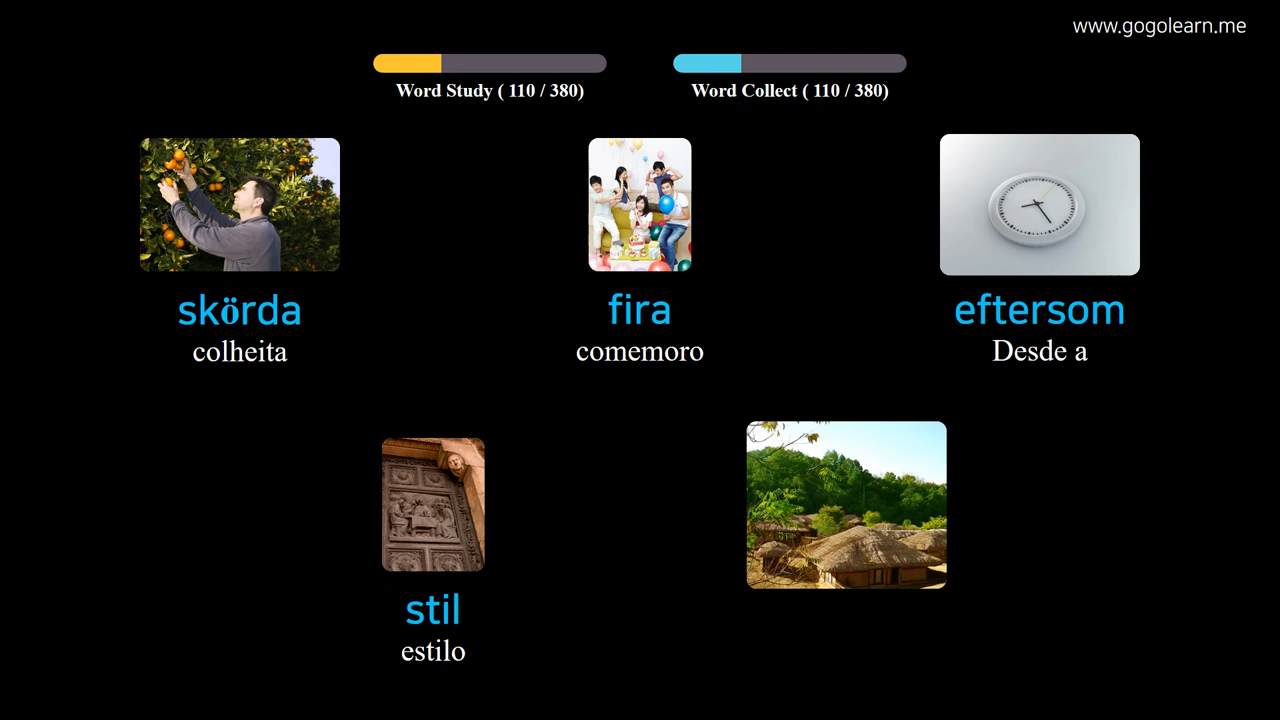 www.gogolearn.me
Word Study ( 110 / 380)
Word Collect ( 110 / 380)
skörda
colheita
fira
comemoro
eftersom
Desde a
stil
estilo